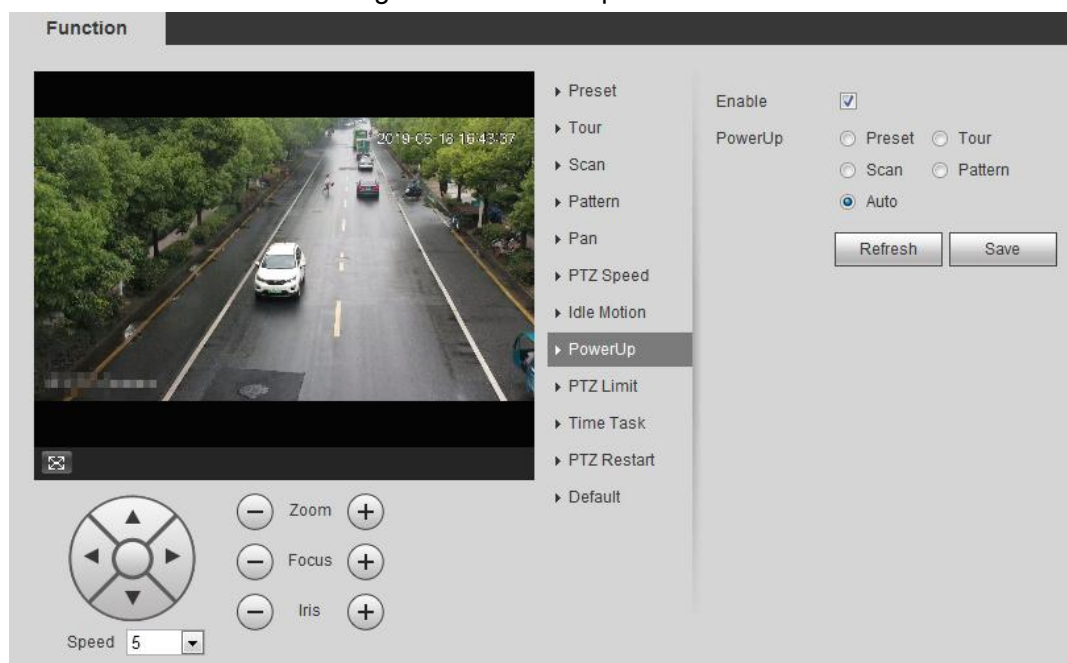 Function
2019-05-18 16:43:37
Preset
Tour
Scan
Pattern
Pan
PTZ Speed
Idle Motion
PowerUp
PTZ Limit
Time Task
PTZ Restart
Default
Enable
PowerUp
Preset Tour
Scan Pattern
Auto
Refresh Save
Zoom
Focus
Iris
Speed 5